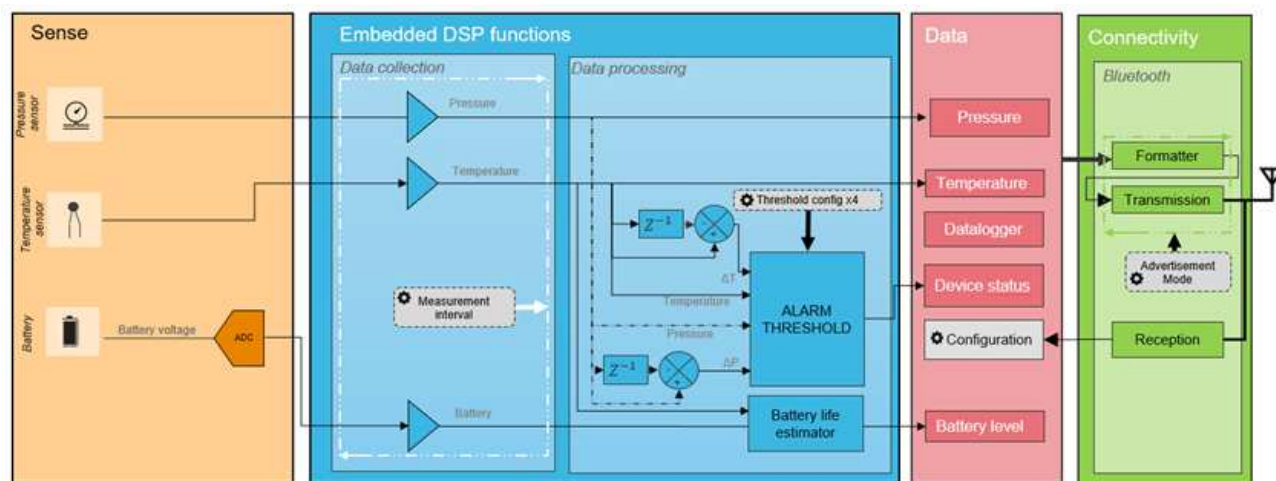 Sense
Embedded DSP functions
Data
Connectivity
Data collection
Data processing
Bluetooth
Pressure
sensor
Pressure
Pressure
Formatter
Temperature
sensor
Temperature
Temperature
Threshold config x4
Transmission
Z⁻¹
- +
Datalogger
ΔT
Advertisement
Mode
Device status
Measurement
interval
Temperature
ALARM
THRESHOLD
Battery
Battery voltage
ADC
Pressure
Configuration
Reception
Z⁻¹
- +
ΔP
Battery
Battery life
estimator
Battery level